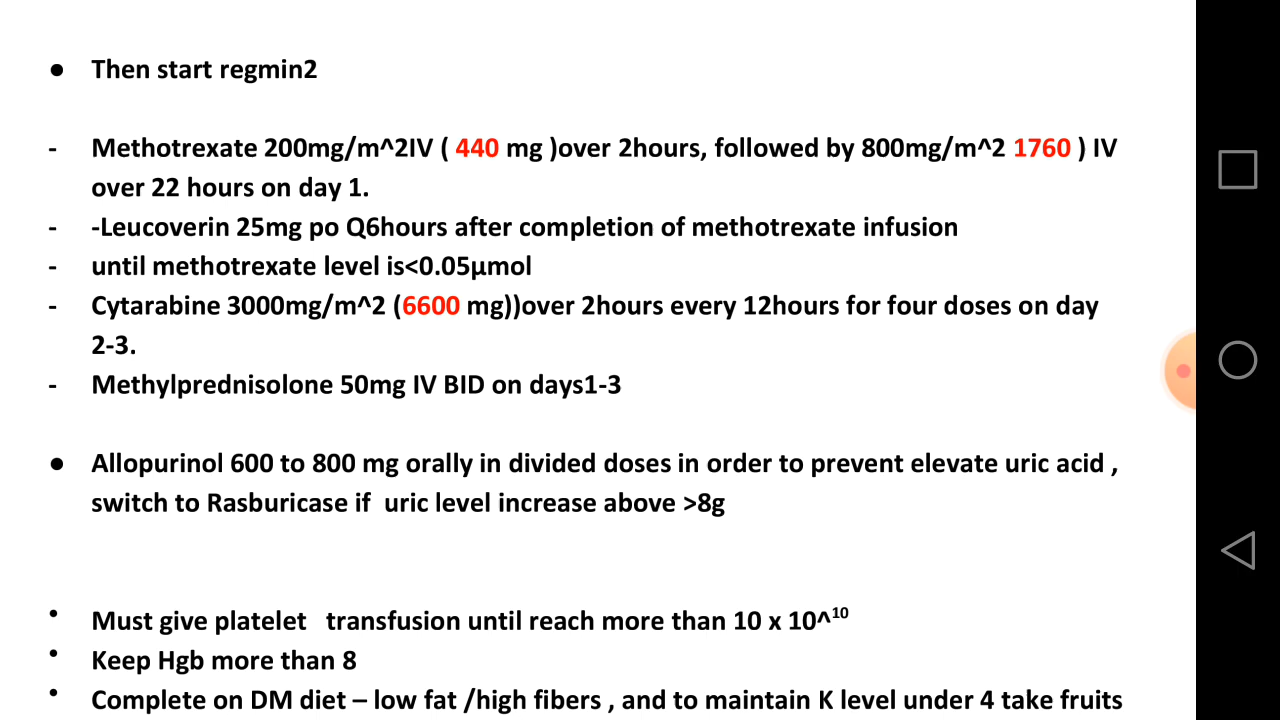 ● Then start regmin2
- Methotrexate 200mg/m^2IV ( 440 mg )over 2hours, followed by 800mg/m^2 1760 ) IV
over 22 hours on day 1.
- -Leucoverin 25mg po Q6hours after completion of methotrexate infusion
- until methotrexate level is<0.05µmol
- Cytarabine 3000mg/m^2 (6600 mg))over 2hours every 12hours for four doses on day
2-3.
- Methylprednisolone 50mg IV BID on days1-3
● Allopurinol 600 to 800 mg orally in divided doses in order to prevent elevate uric acid ,
switch to Rasburicase if uric level increase above >8g
• Must give platelet transfusion until reach more than 10 x 10^¹⁰
• Keep Hgb more than 8
• Complete on DM diet – low fat /high fibers , and to maintain K level under 4 take fruits